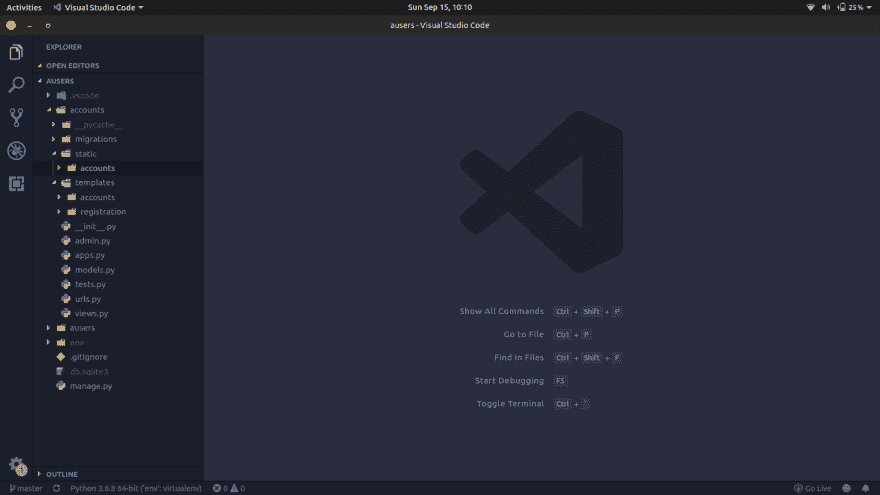 Activities Visual Studio Code Sun Sep 15, 10:10 25%
ausers - Visual Studio Code
EXPLORER
OPEN EDITORS
AUSERS
.vscode
accounts
__pycache__
migrations
static
accounts
templates
accounts
registration
__init__.py
admin.py
apps.py
models.py
tests.py
urls.py
views.py
ausers
env
.gitignore
db.sqlite3
manage.py
Show All Commands Ctrl + Shift + P
Go to File Ctrl + P
Find in Files Ctrl + Shift + F
Start Debugging F5
Toggle Terminal Ctrl + `
OUTLINE
master Python 3.6.8 64-bit ('env': virtualenv) 0 0 Go Live